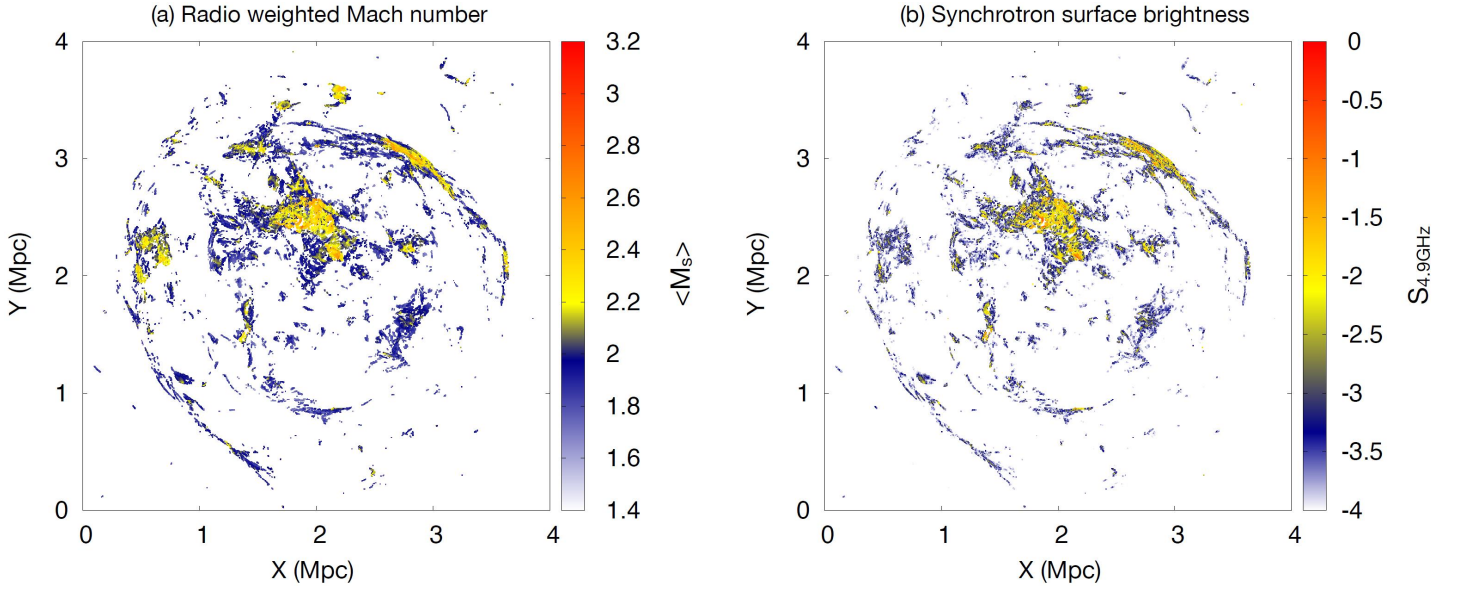 (a) Radio weighted Mach number
(b) Synchrotron surface brightness
4
3
2
1
0
Y (Mpc)
0 1 2 3 4
X (Mpc)
3.2
3
2.8
2.6
2.4
2.2
2
1.8
1.6
1.4
<Ms>
4
3
2
1
0
Y (Mpc)
0 1 2 3 4
X (Mpc)
0
-0.5
-1
-1.5
-2
-2.5
-3
-3.5
-4
S4.9GHz